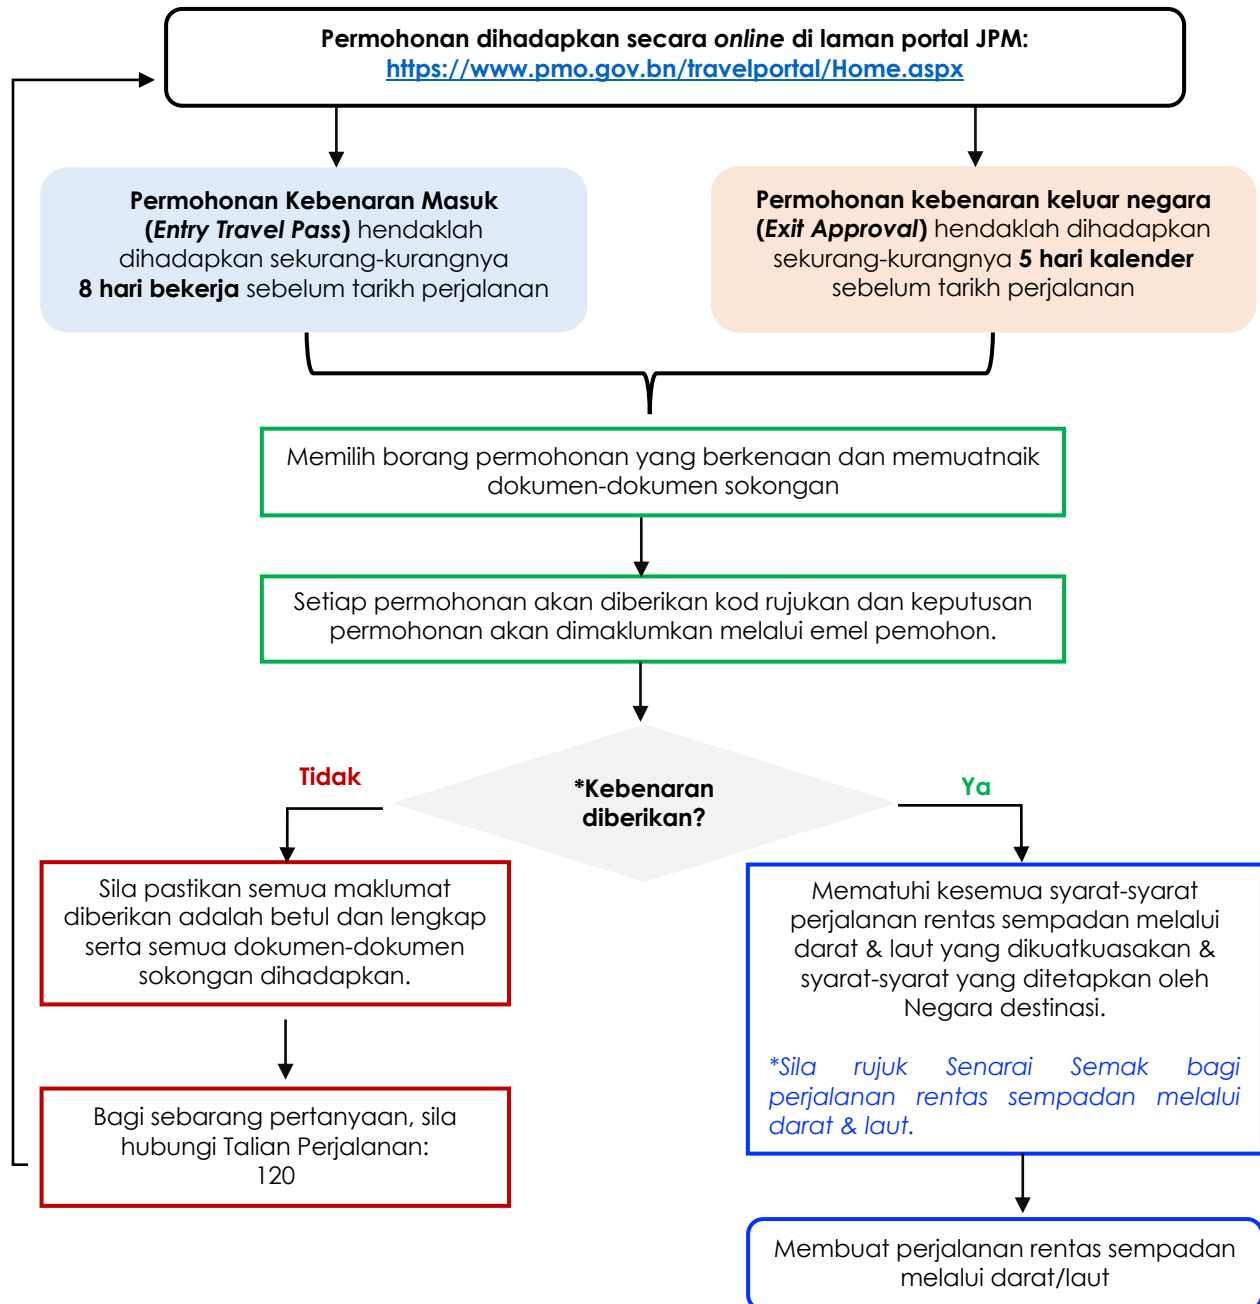 Permohonan dihadapkan secara online di laman portal JPM:
https://www.pmo.gov.bn/travelportal/Home.aspx
Permohonan Kebenaran Masuk
(Entry Travel Pass) hendaklah
dihadapkan sekurang-kurangnya
8 hari bekerja sebelum tarikh perjalanan
Permohonan kebenaran keluar negara
(Exit Approval) hendaklah dihadapkan
sekurang-kurangnya 5 hari kalender
sebelum tarikh perjalanan
Memilih borang permohonan yang berkenaan dan memuatnaik
dokumen-dokumen sokongan
Setiap permohonan akan diberikan kod rujukan dan keputusan
permohonan akan dimaklumkan melalui emel pemohon.
*Kebenaran
diberikan?
Tidak
Ya
Sila pastikan semua maklumat
diberikan adalah betul dan lengkap
serta semua dokumen-dokumen
sokongan dihadapkan.
Bagi sebarang pertanyaan, sila
hubungi Talian Perjalanan:
120
Mematuhi kesemua syarat-syarat
perjalanan rentas sempadan melalui
darat & laut yang dikuatkuasakan &
syarat-syarat yang ditetapkan oleh
Negara destinasi.
*Sila rujuk Senarai Semak bagi
perjalanan rentas sempadan melalui
darat & laut.
Membuat perjalanan rentas sempadan
melalui darat/laut